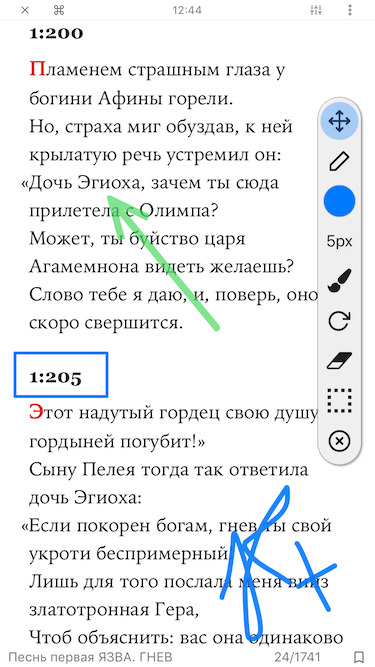 12:44
1:200
Пламенем страшным глаза у
богини Афины горели.
Но, страха миг обуздав, к ней
крылатую речь устремил он:
«Дочь Эгиоха, зачем ты сюда
прилетела с Олимпа?
Может, ты буйство царя
Агамемнона видеть желаешь?
Слово тебе я даю, и, поверь, оно
скоро свершится.
5px
1:205
Этот надутый гордец свою душу
гордыней погубит!»
Сыну Пелея тогда так ответила
дочь Эгиоха:
«Если покорен богам, гнев ты свой
укроти беспримерный
Лишь для того послала меня вниз
златотронная Гера,
Чтоб объяснить: вас она одинаково
Песнь первая ЯЗВА. ГНЕВ
24/1741